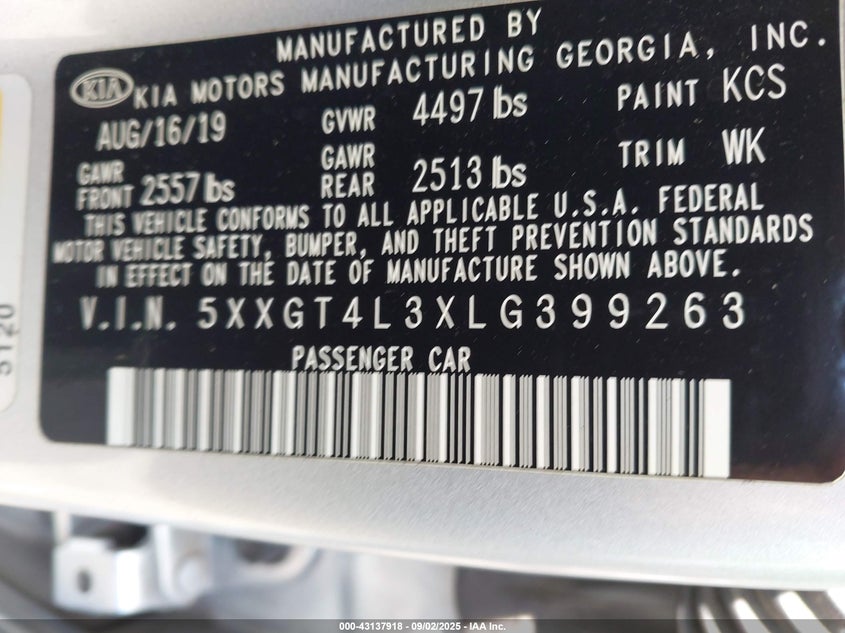 MANUFACTURED BY
KIA KIA MOTORS MANUFACTURING GEORGIA, INC.
AUG/16/19 GVWR 4497 lbs PAINT KCS
GAWR FRONT 2557 lbs GAWR REAR 2513 lbs TRIM WK
THIS VEHICLE CONFORMS TO ALL APPLICABLE U.S.A. FEDERAL
MOTOR VEHICLE SAFETY, BUMPER, AND THEFT PREVENTION STANDARDS
IN EFFECT ON THE DATE OF MANUFACTURE SHOWN ABOVE.
V.I.N. 5XXGT4L3XLG399263
PASSENGER CAR
5120
000-43137918 - 09/02/2025 - IAA Inc.